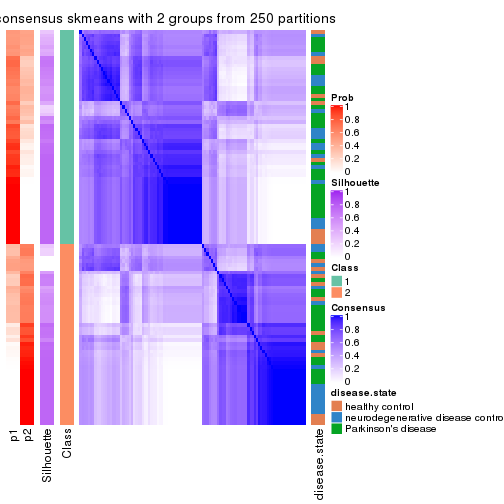 consensus skmeans with 2 groups from 250 partitions
Prob
1
0.8
0.6
0.4
0.2
0
Silhouette
1
0.8
0.6
0.4
0.2
0
Class
1
2
Consensus
1
0.8
0.6
0.4
0.2
0
disease.state
healthy control
neurodegenerative disease contro
Parkinson's disease
p1
p2
Silhouette
Class
disease.state